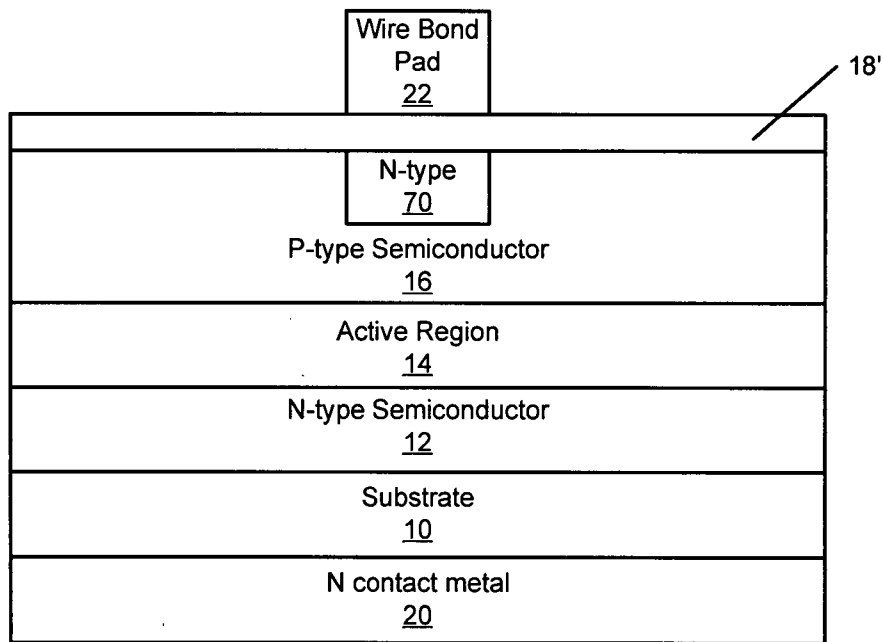 Wire Bond
Pad
22
18'
N-type
70
P-type Semiconductor
16
Active Region
14
N-type Semiconductor
12
Substrate
10
N contact metal
20